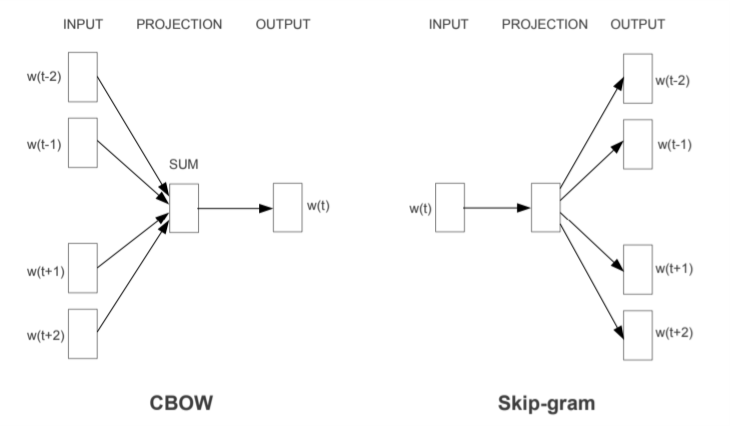 INPUT PROJECTION OUTPUT
w(t-2)
w(t-1)
SUM
w(t)
w(t+1)
w(t+2)
CBOW
INPUT PROJECTION OUTPUT
w(t-2)
w(t-1)
w(t)
w(t+1)
w(t+2)
Skip-gram